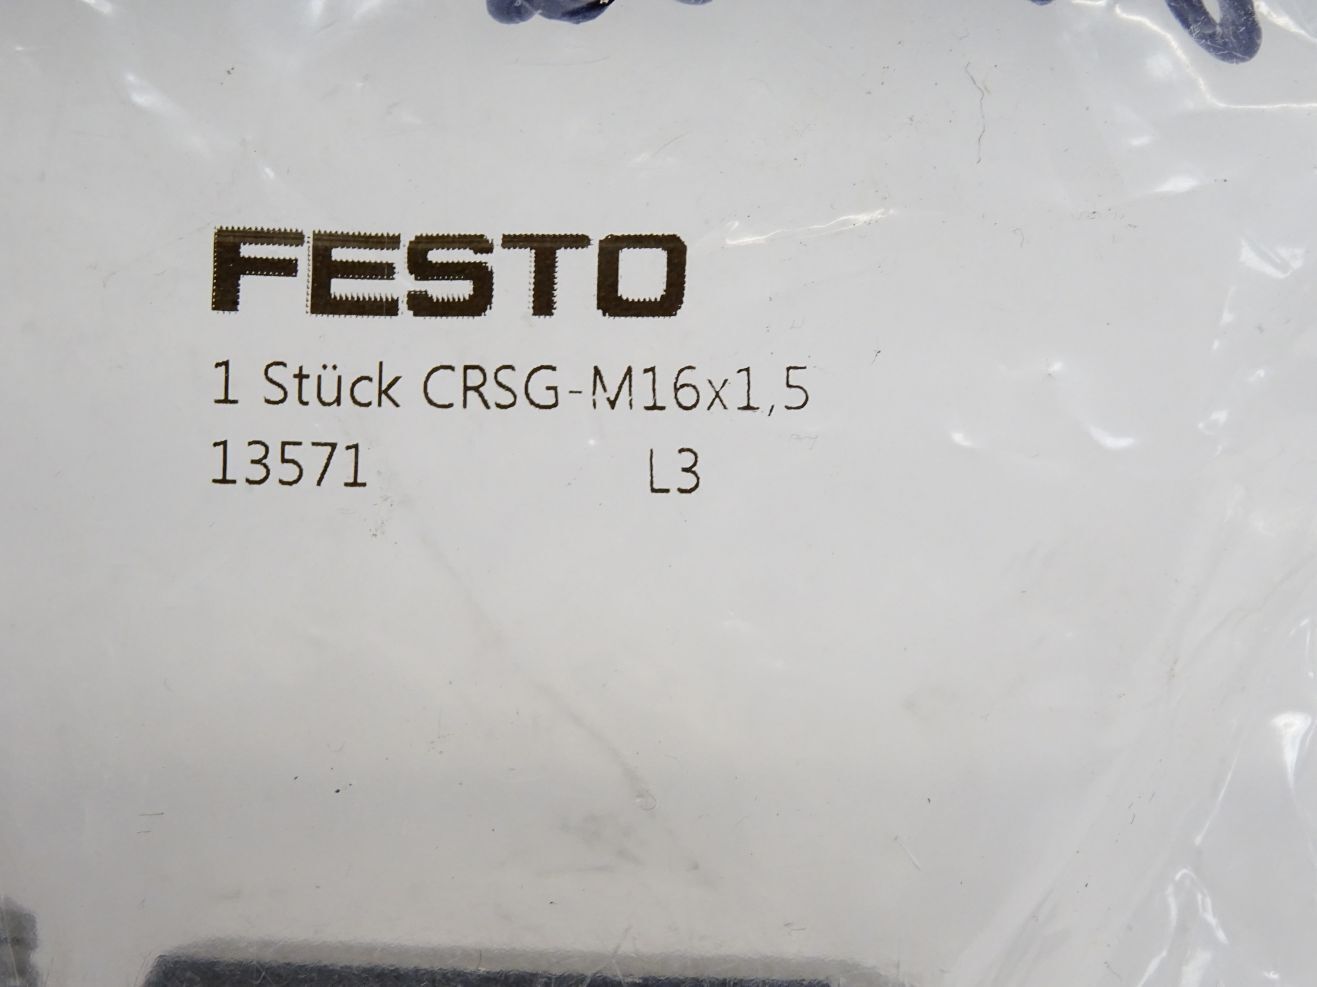 FESTO
1 Stück CRSG-M16x1,5
13571 L3